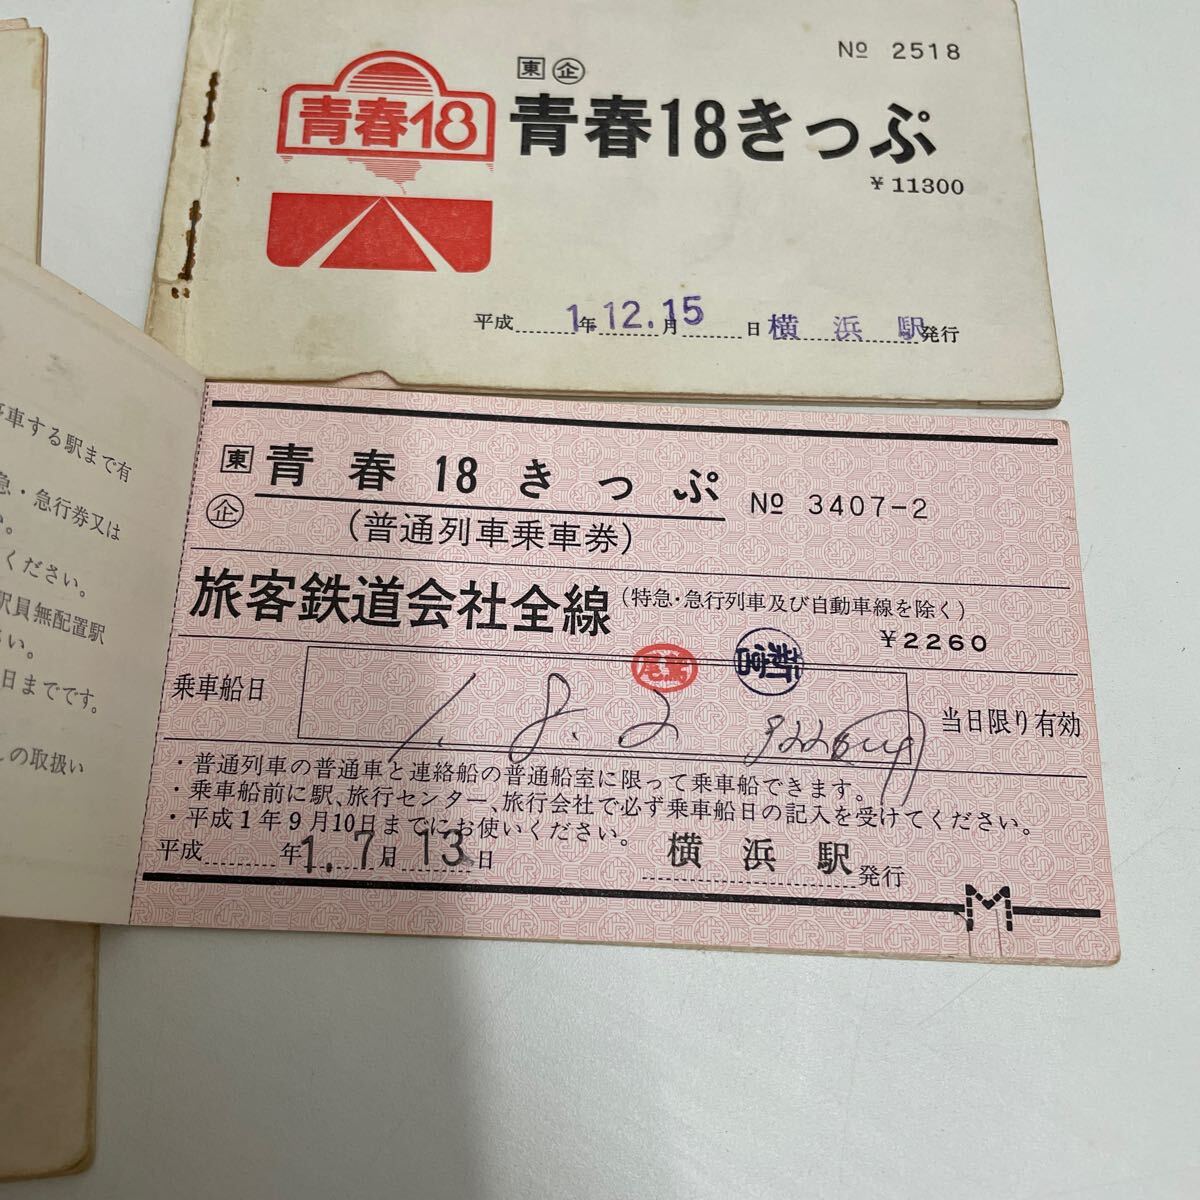 № 2518
東 企
青春18
青春18きっぷ
¥11300
平成 1年12.月15日 横浜駅発行
停車する駅まで有
急・急行券又は
い。
ください。
駅員無配置駅
さい。
日までです。
の取扱い
東 青春18きっぷ № 3407-2
企 (普通列車乗車券)
旅客鉄道会社全線(特急・急行列車及び自動車線を除く)
¥2260
尾鷲 新宮
乗車船日 1.8.2 当日限り有効
・普通列車の普通車と連絡船の普通船室に限って乗車船できます。
・乗車船前に駅、旅行センター、旅行会社で必ず乗車船日の記入を受けてください。
・平成1年9月10日までにお使いください。
平成 年1.7月13日 横浜駅発行
M